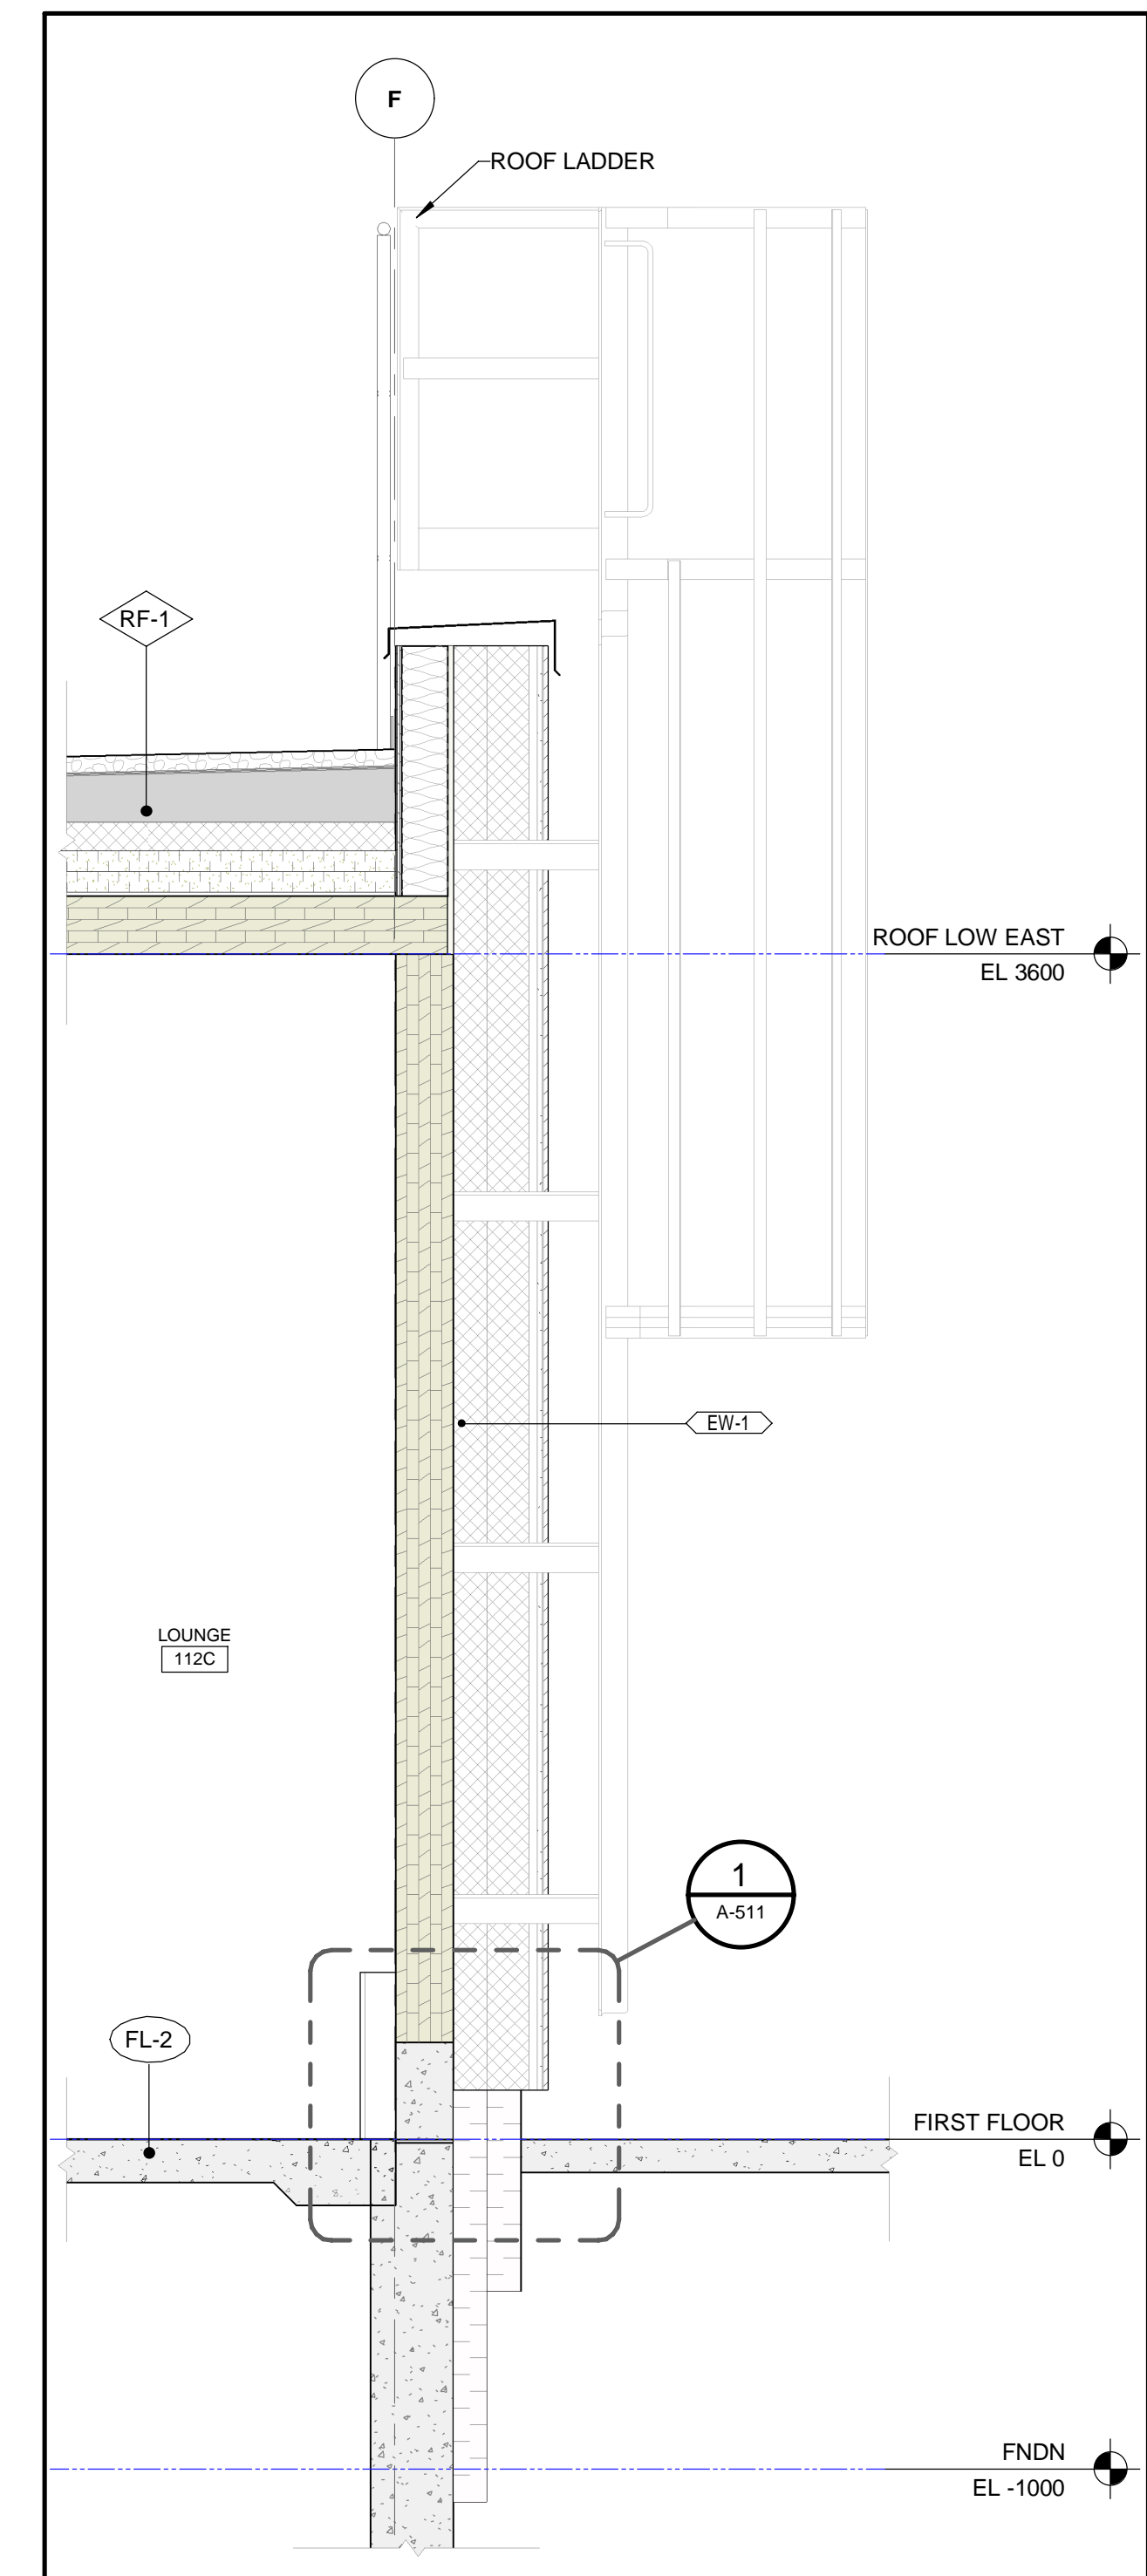 F
ROOF LADDER
RF-1
ROOF LOW EAST
EL 3600
EW-1
LOUNGE
112C
1
A-511
FL-2
FIRST FLOOR
EL 0
FNDN
EL -1000